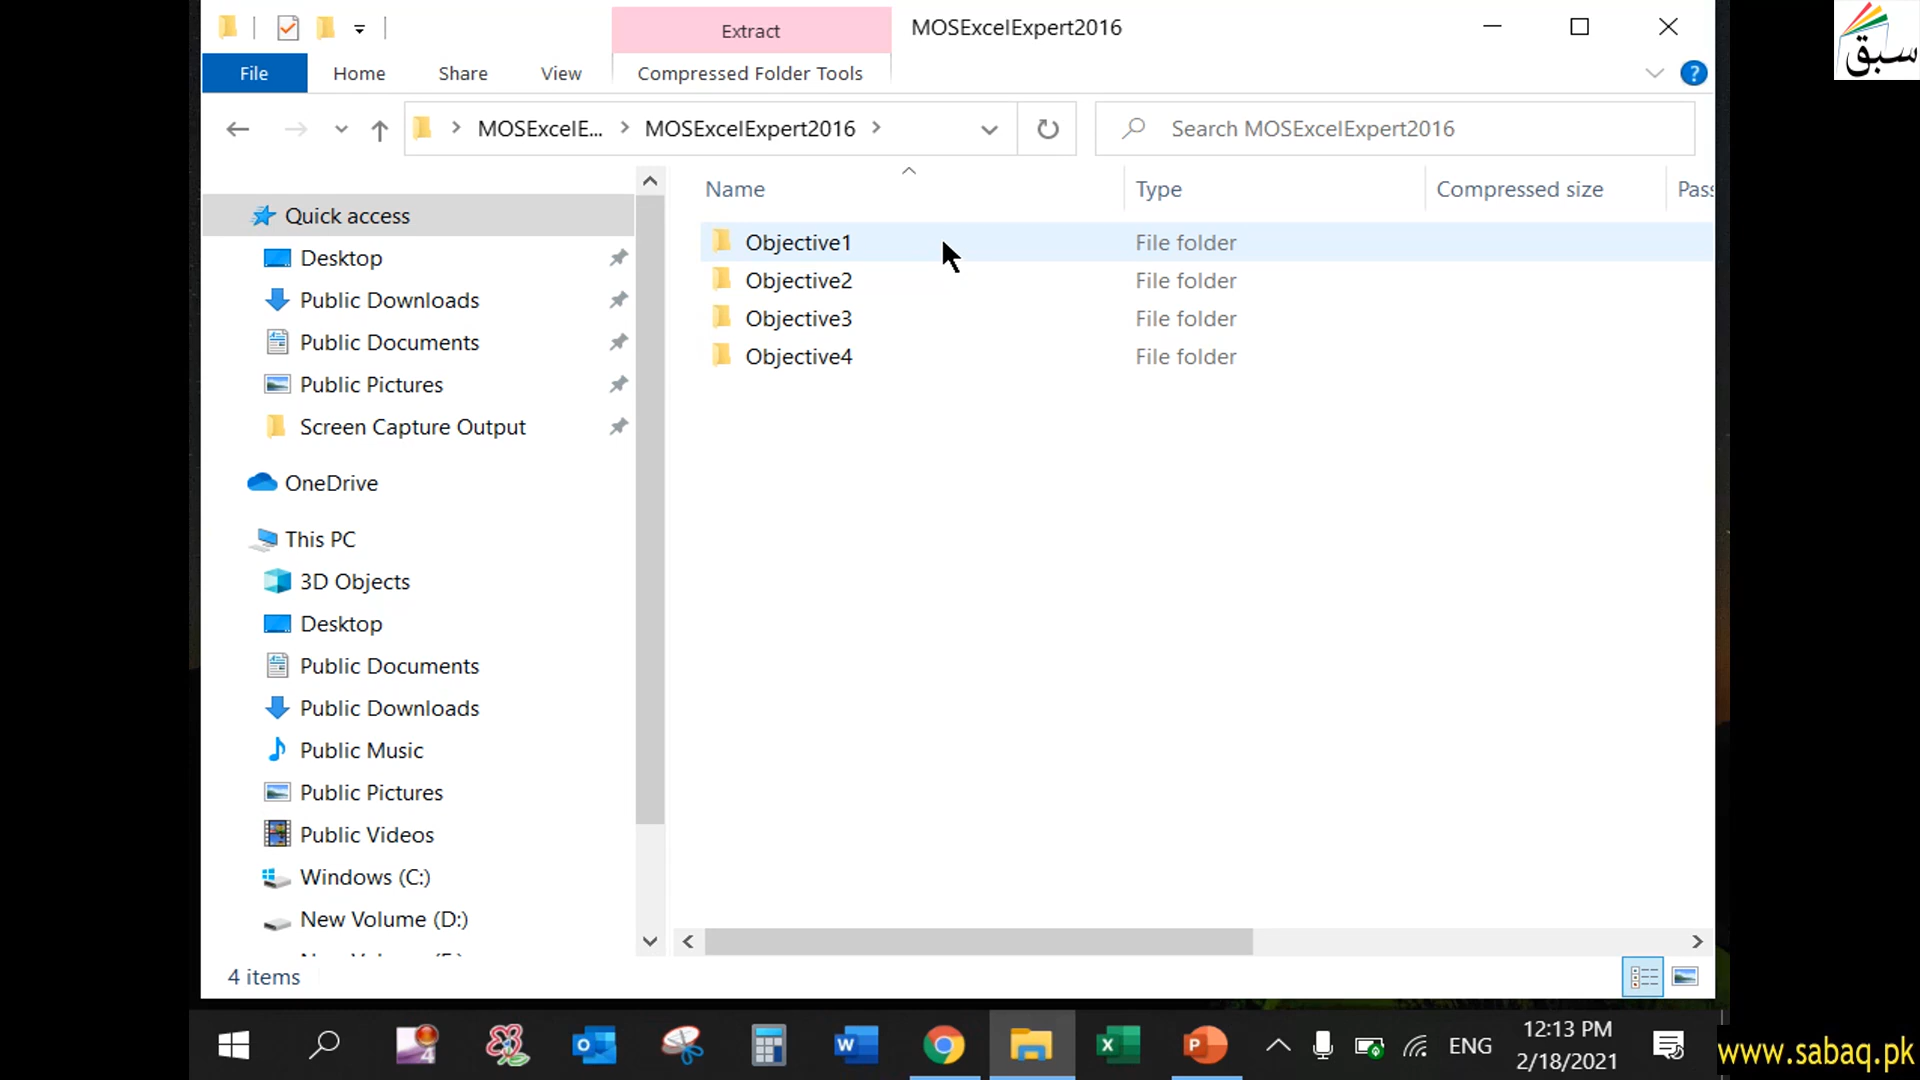 Extract
MOSExcelExpert2016
سبق
File
Home
Share
View
Compressed Folder Tools
MOSExcelE...
MOSExcelExpert2016
Search MOSExcelExpert2016
Name
Type
Compressed size
Pass
Quick access
Objective1
File folder
Desktop
Objective2
File folder
Public Downloads
Objective3
File folder
Public Documents
Objective4
File folder
Public Pictures
Screen Capture Output
OneDrive
This PC
3D Objects
Desktop
Public Documents
Public Downloads
Public Music
Public Pictures
Public Videos
Windows (C:)
New Volume (D:)
4 items
12:13 PM
ENG
2/18/2021
www.sabaq.pk